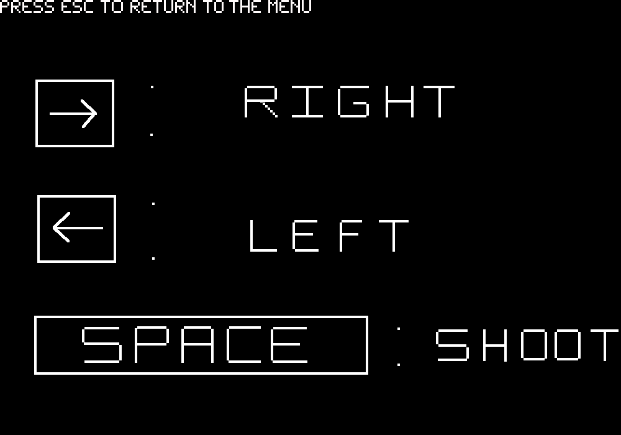 PRESS ESC TO RETURN TO THE MENU
→ : RIGHT
← : LEFT
SPACE : SHOOT